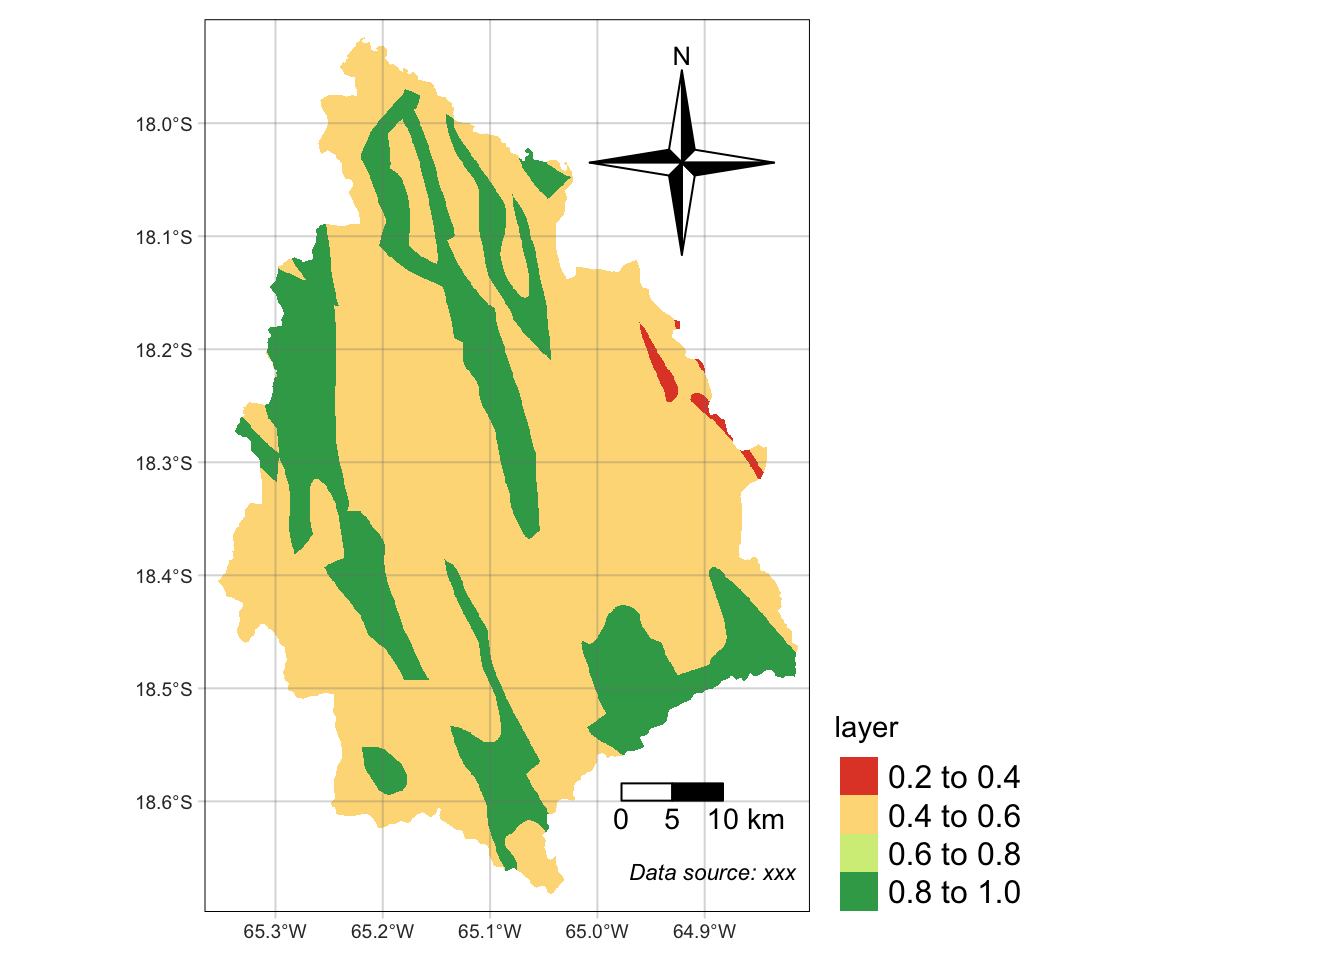 N
18.0°S
18.1°S
18.2°S
18.3°S
18.4°S
18.5°S
18.6°S
0 5 10 km
Data source: xxx
65.3°W 65.2°W 65.1°W 65.0°W 64.9°W
layer
0.2 to 0.4
0.4 to 0.6
0.6 to 0.8
0.8 to 1.0